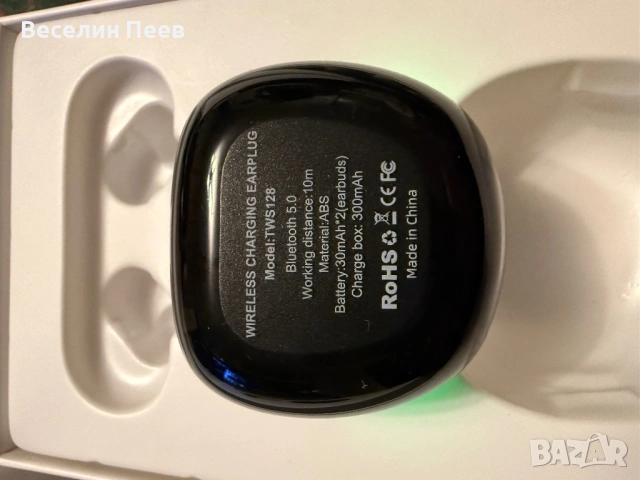 Веселин Пеев
WIRELESS CHARGING EARPLUG
Model:TWS128
Bluetooth 5.0
Working distance:10m
Material:ABS
Battery:30mAh*2(earbuds)
Charge box: 300mAh
RoHS CE FC
Made in China
BAZAR